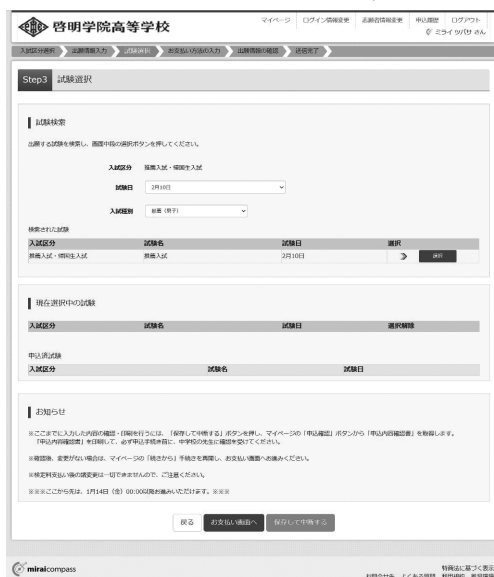 啓明学院高等学校
マイページ ログイン情報変更 志願者情報変更 申込履歴 ログアウト
ミライ ツバサ さん
入試区分選択 出願情報入力 試験選択 お支払い方法の入力 出願情報の確認 送信完了
Step3 試験選択
試験検索
出願する試験を検索し、画面中段の選択ボタンを押してください。
入試区分 推薦入試・帰国生入試
試験日 2月10日
入試種別 推薦(男子)
検索された試験
入試区分 試験名 試験日 選択
推薦入試・帰国生入試 推薦入試 2月10日 選択
現在選択中の試験
入試区分 試験名 試験日 選択解除
申込済試験
入試区分 試験名 試験日
お知らせ
※ここまでに入力した内容の確認・印刷を行うには、「保存して中断する」ボタンを押し、マイページの「申込確認」ボタンから「申込内容確認書」を取得します。
「申込内容確認書」を印刷して、必ず申込手続き前に、中学校の先生に確認を受けてください。
※確認後、変更がない場合は、マイページの「続きから」手続きを再開し、お支払い画面へお進みください。
※検定料支払い後の諸変更は一切できませんので、ご注意ください。
※※※ここから先は、1月14日(金)00:00以降お進みいただけます。※※※
戻る お支払い画面へ 保存して中断する
miraicompass
特商法に基づく表示
お問合せ先 よくある質問 利用規約 推奨環境